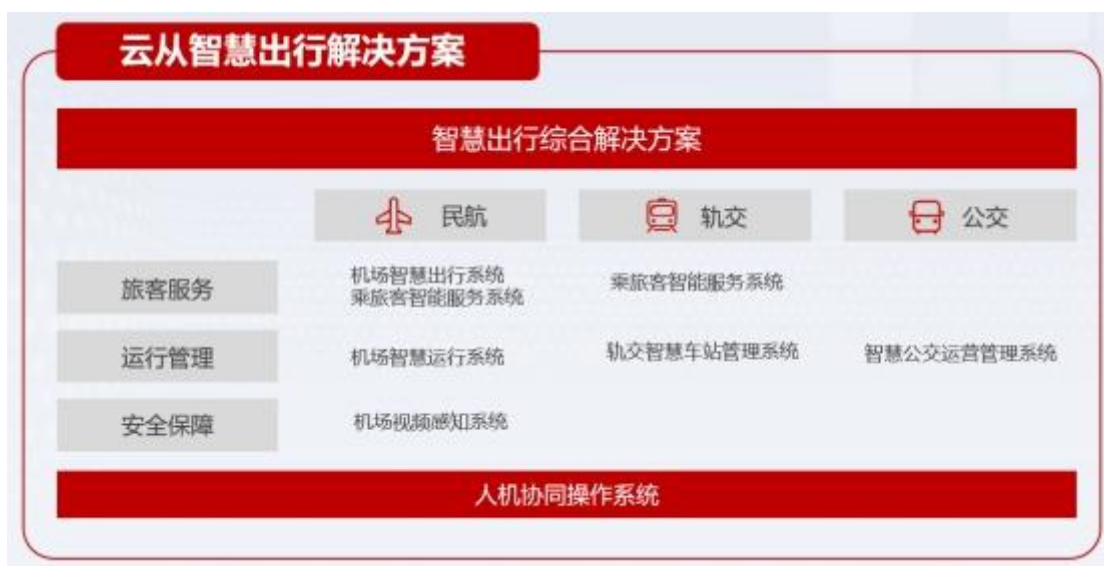 云从智慧出行解决方案
智慧出行综合解决方案
民航
轨交
公交
旅客服务
机场智慧出行系统
乘旅客智能服务系统
乘旅客智能服务系统
运行管理
机场智慧运行系统
轨交智慧车站管理系统
智慧公交运营管理系统
安全保障
机场视频感知系统
人机协同操作系统